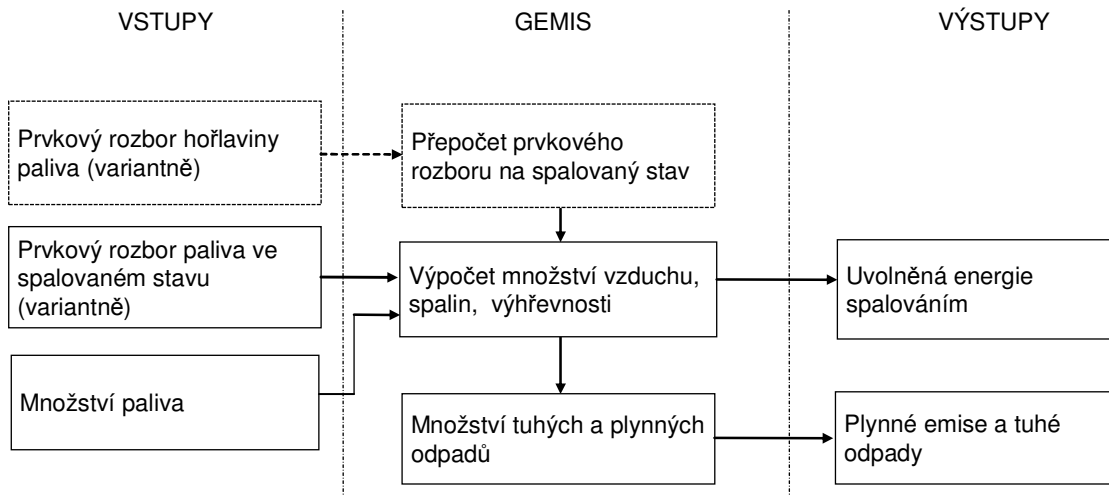 VSTUPY
GEMIS
VÝSTUPY
Prvkový rozbor hořlaviny
paliva (variantně)
Přepočet prvkového
rozboru na spalovaný stav
Prvkový rozbor paliva ve
spalovaném stavu
(variantně)
Výpočet množství vzduchu,
spalin, výhřevnosti
Uvolněná energie
spalováním
Množství paliva
Množství tuhých a plynných
odpadů
Plynné emise a tuhé
odpady